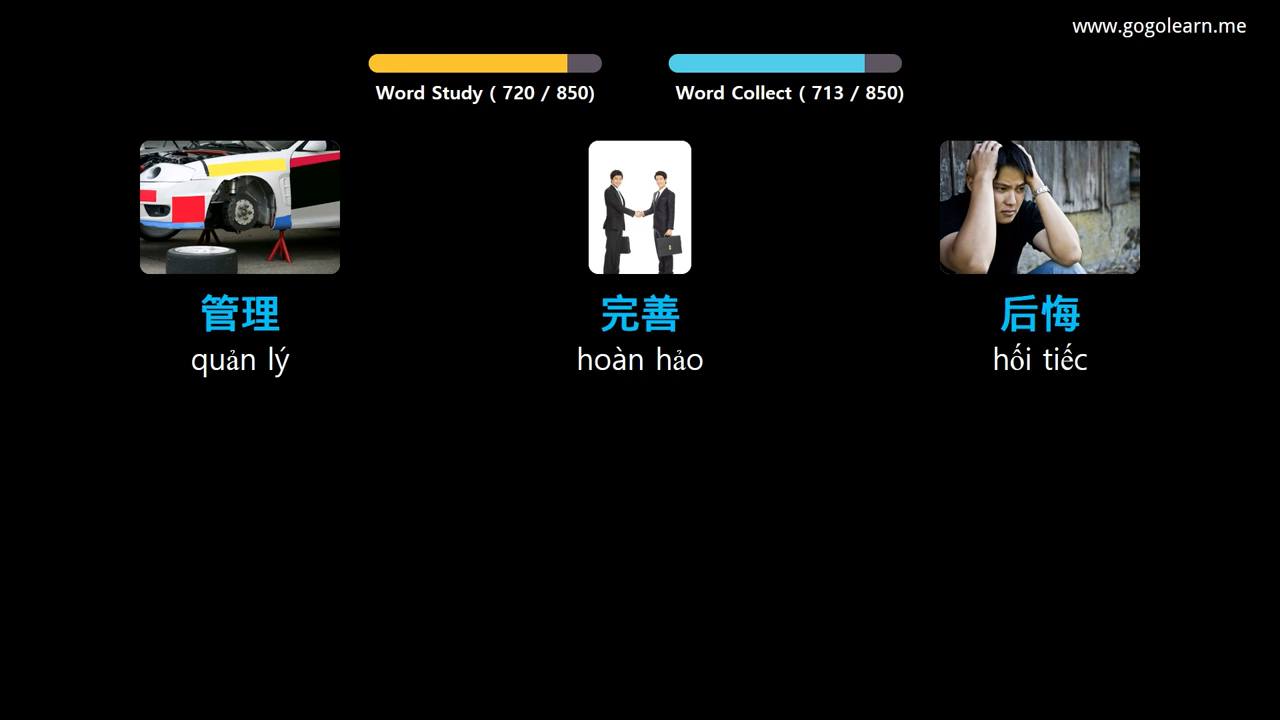 www.gogolearn.me
Word Study ( 720 / 850)
Word Collect ( 713 / 850)
管理
quản lý
完善
hoàn hảo
后悔
hối tiếc